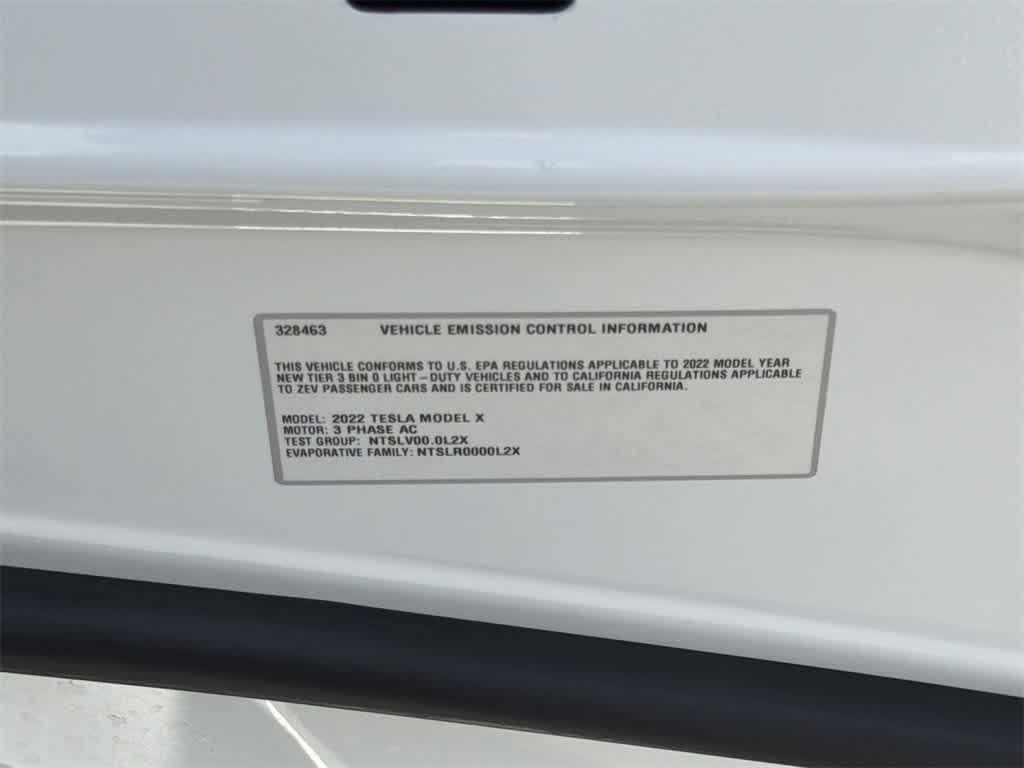 328463 VEHICLE EMISSION CONTROL INFORMATION
THIS VEHICLE CONFORMS TO U.S. EPA REGULATIONS APPLICABLE TO 2022 MODEL YEAR
NEW TIER 3 BIN 0 LIGHT-DUTY VEHICLES AND TO CALIFORNIA REGULATIONS APPLICABLE
TO ZEV PASSENGER CARS AND IS CERTIFIED FOR SALE IN CALIFORNIA.
MODEL: 2022 TESLA MODEL X
MOTOR: 3 PHASE AC
TEST GROUP: NTSLV00.0L2X
EVAPORATIVE FAMILY: NTSLR0000L2X